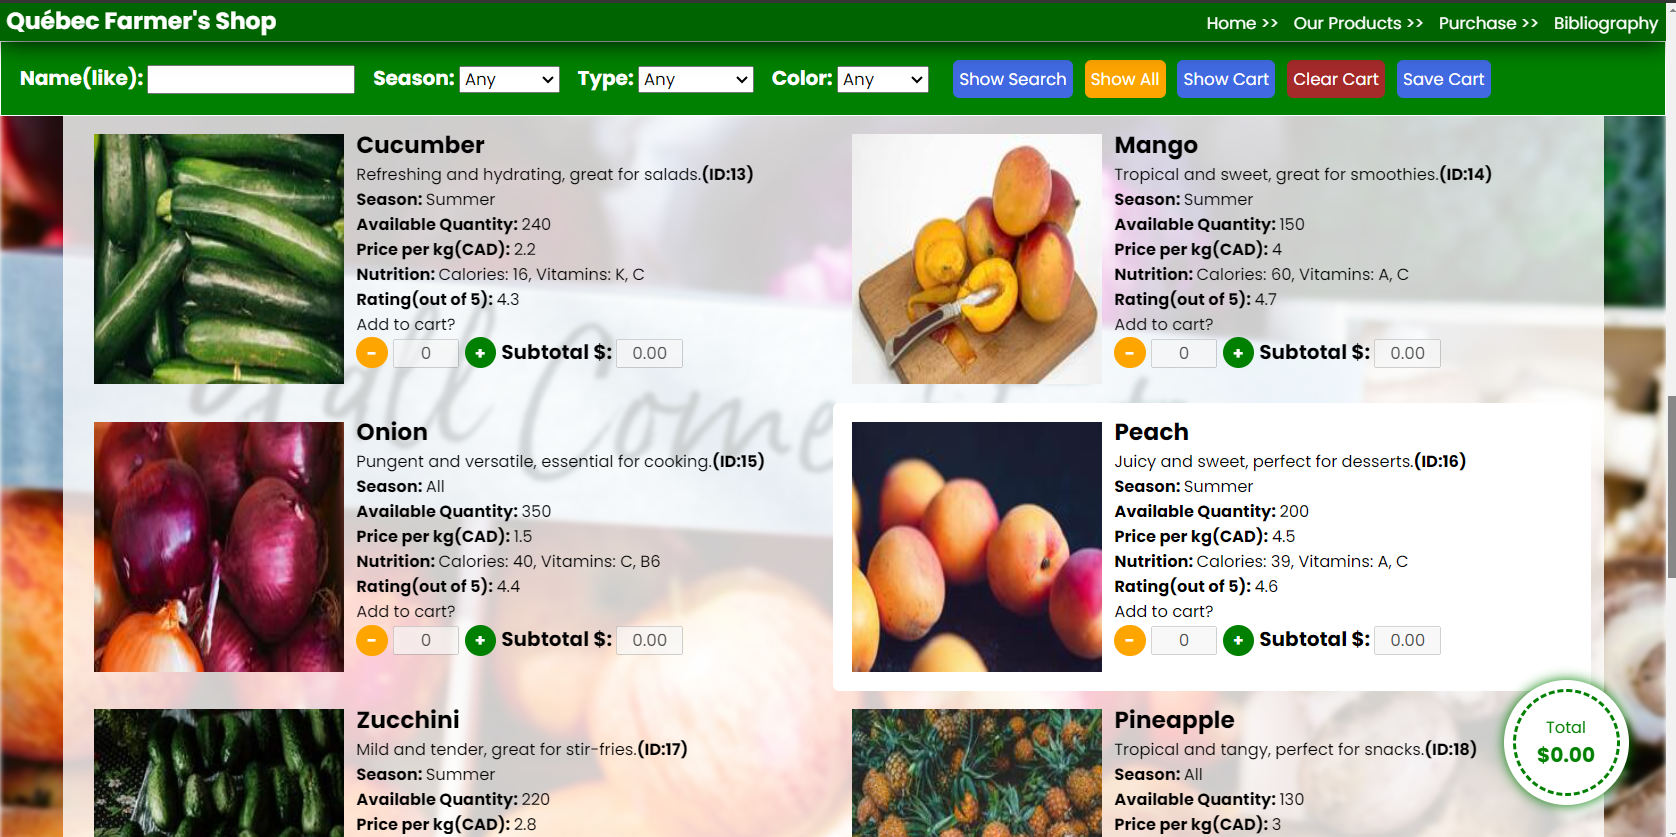 Québec Farmer's Shop
Home >> Our Products >> Purchase >> Bibliography
Name(like): Season: Any Type: Any Color: Any Show Search Show All Show Cart Clear Cart Save Cart
Cucumber
Refreshing and hydrating, great for salads.(ID:13)
Season: Summer
Available Quantity: 240
Price per kg(CAD): 2.2
Nutrition: Calories: 16, Vitamins: K, C
Rating(out of 5): 4.3
Add to cart?
- 0 + Subtotal $: 0.00
Mango
Tropical and sweet, great for smoothies.(ID:14)
Season: Summer
Available Quantity: 150
Price per kg(CAD): 4
Nutrition: Calories: 60, Vitamins: A, C
Rating(out of 5): 4.7
Add to cart?
- 0 + Subtotal $: 0.00
all Come
Onion
Pungent and versatile, essential for cooking.(ID:15)
Season: All
Available Quantity: 350
Price per kg(CAD): 1.5
Nutrition: Calories: 40, Vitamins: C, B6
Rating(out of 5): 4.4
Add to cart?
- 0 + Subtotal $: 0.00
Peach
Juicy and sweet, perfect for desserts.(ID:16)
Season: Summer
Available Quantity: 200
Price per kg(CAD): 4.5
Nutrition: Calories: 39, Vitamins: A, C
Rating(out of 5): 4.6
Add to cart?
- 0 + Subtotal $: 0.00
Zucchini
Mild and tender, great for stir-fries.(ID:17)
Season: Summer
Available Quantity: 220
Price per kg(CAD): 2.8
Pineapple
Tropical and tangy, perfect for snacks.(ID:18)
Season: All
Available Quantity: 130
Price per kg(CAD): 3
Total
$0.00